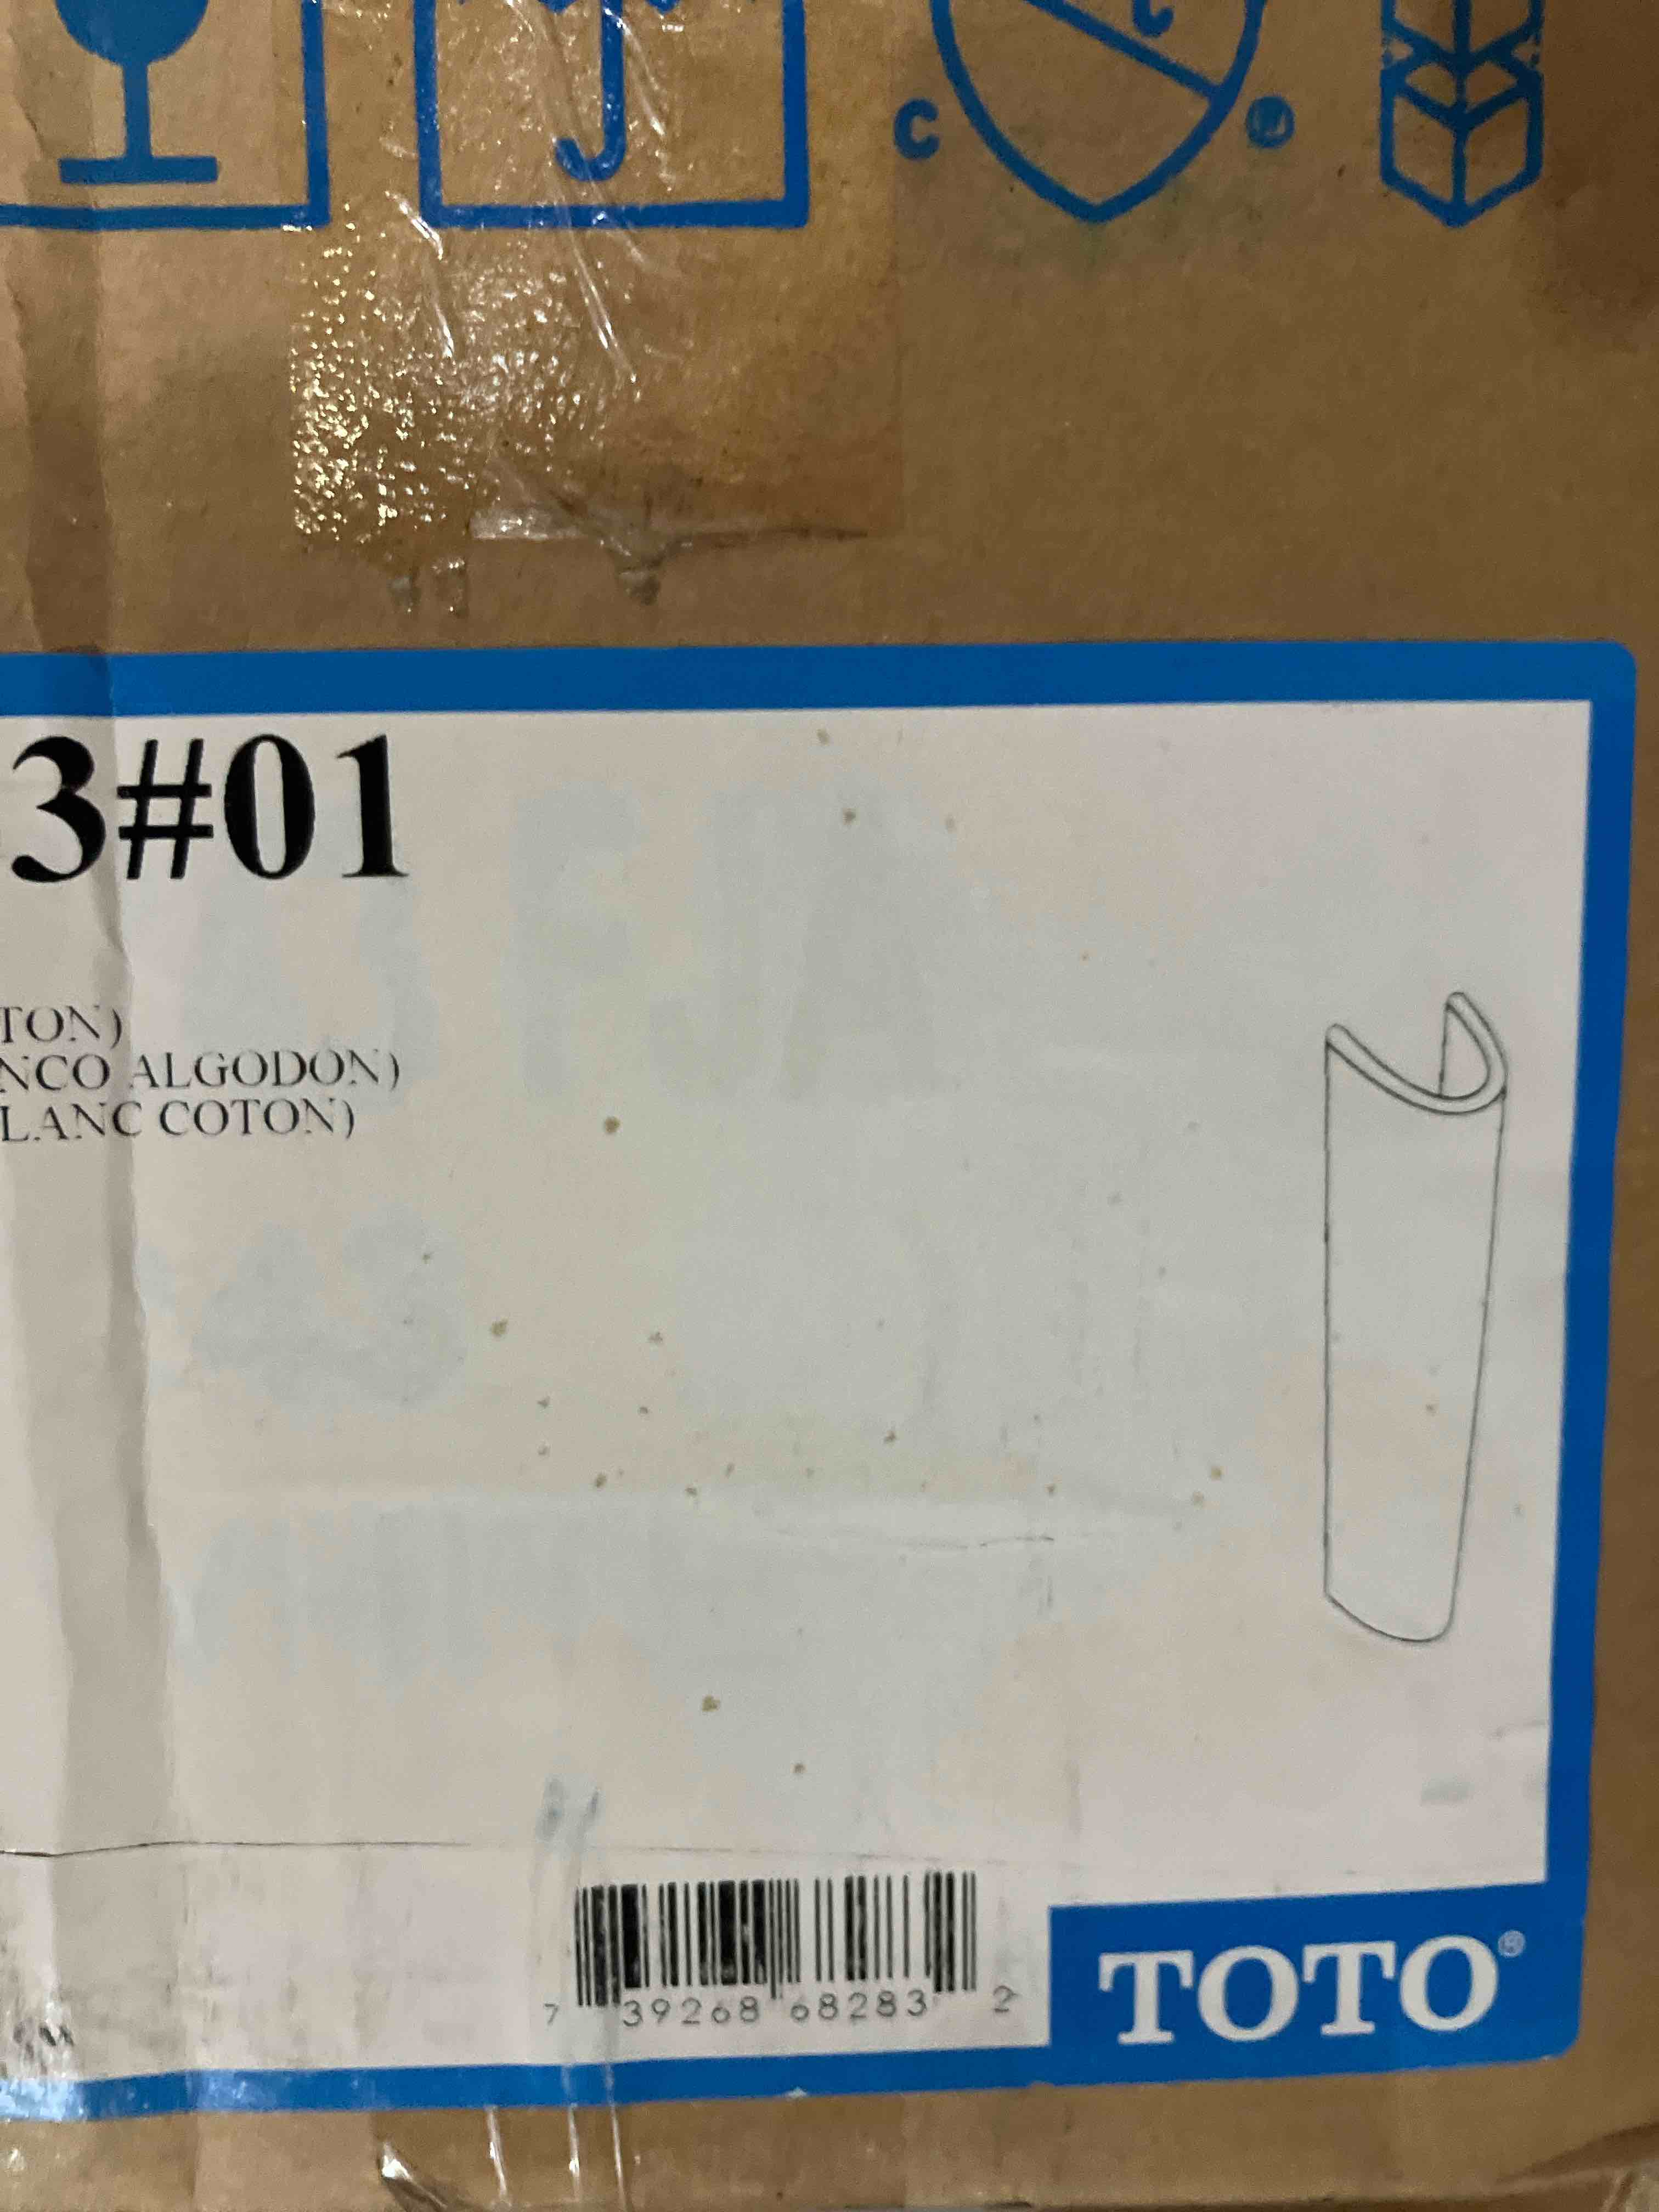 C ®
3#01
TON)
NCO ALGODON)
LANC COTON)
7 39268 68283 2
TOTO®